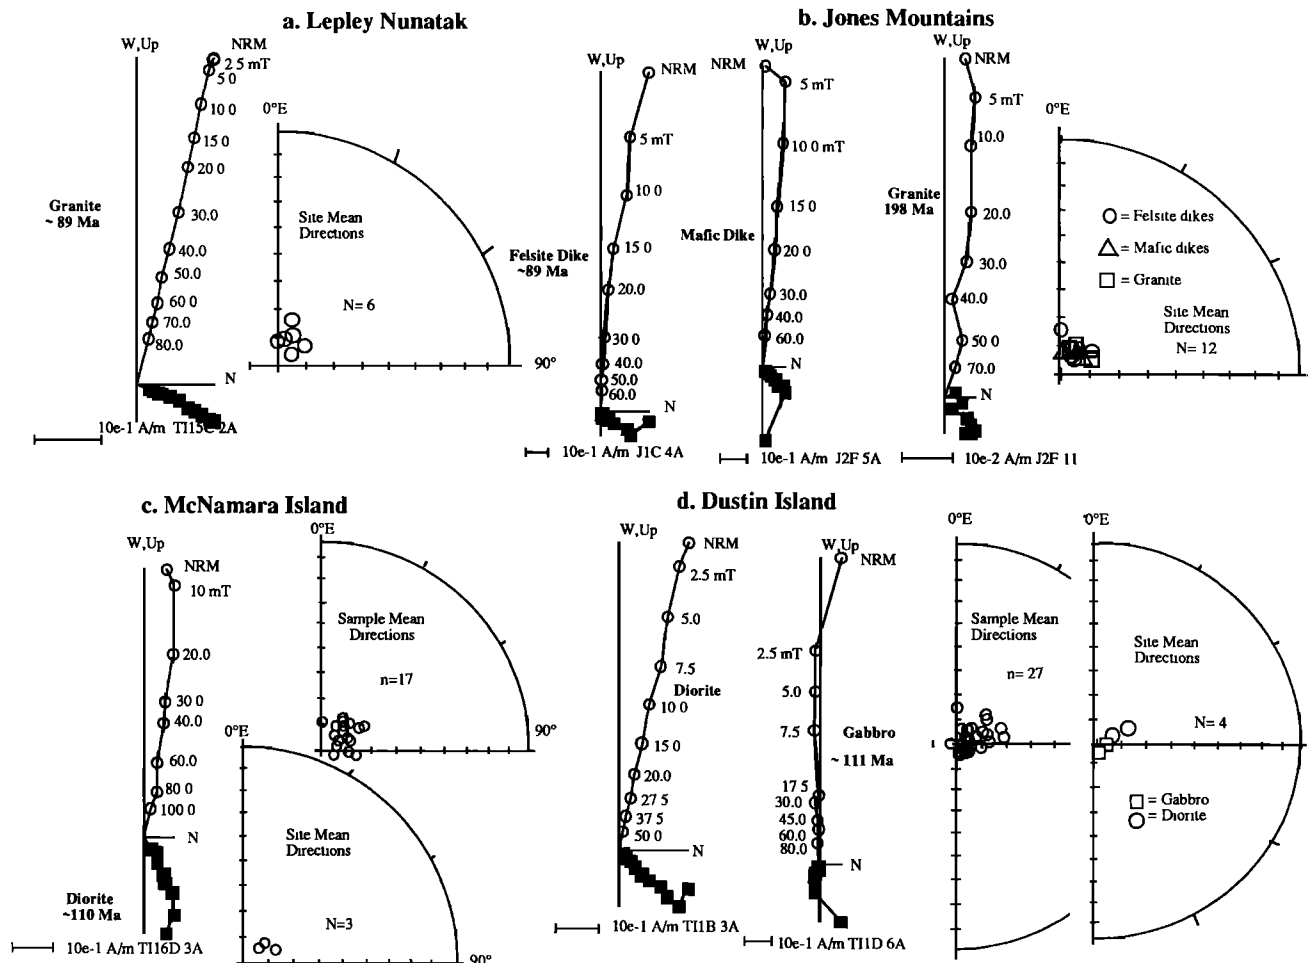 a. Lepley Nunatak
W,Up
NRM
2 5 mT
5 0
10 0
15 0
20 0
30.0
40.0
50.0
60 0
70.0
80.0
Granite
~ 89 Ma
N
10e-1 A/m TI15C 2A
0°E
Site Mean
Directions
N= 6
90°
b. Jones Mountains
W,Up
NRM
5 mT
10 0
15 0
20.0
30 0
40.0
50.0
60.0
Felsite Dike
~89 Ma
N
10e-1 A/m J1C 4A
W,Up
NRM
5 mT
10 0 mT
15 0
20 0
30.0
40.0
60.0
Mafic Dike
N
10e-1 A/m J2F 5A
W,Up
NRM
5 mT
10.0
20.0
30.0
40.0
50 0
70.0
Granite
198 Ma
N
10e-2 A/m J2F 11
0°E
= Felsite dikes
= Mafic dikes
= Granite
Site Mean
Directions
N= 12
c. McNamara Island
W,Up
NRM
10 mT
20.0
30 0
40.0
60.0
80 0
100 0
N
Diorite
~110 Ma
10e-1 A/m TI16D 3A
0°E
Sample Mean
Directions
n=17
90°
0°E
Site Mean
Directions
N=3
90°
d. Dustin Island
W,Up
NRM
2.5 mT
5.0
7.5
10 0
15 0
20.0
27 5
37 5
50 0
Diorite
N
10e-1 A/m TI1B 3A
W,Up
NRM
2.5 mT
5.0
7.5
17 5
30.0
45.0
60.0
80.0
Gabbro
~ 111 Ma
N
10e-1 A/m TI1D 6A
0°E
Sample Mean
Directions
n= 27
0°E
Site Mean
Directions
N= 4
= Gabbro
= Diorite